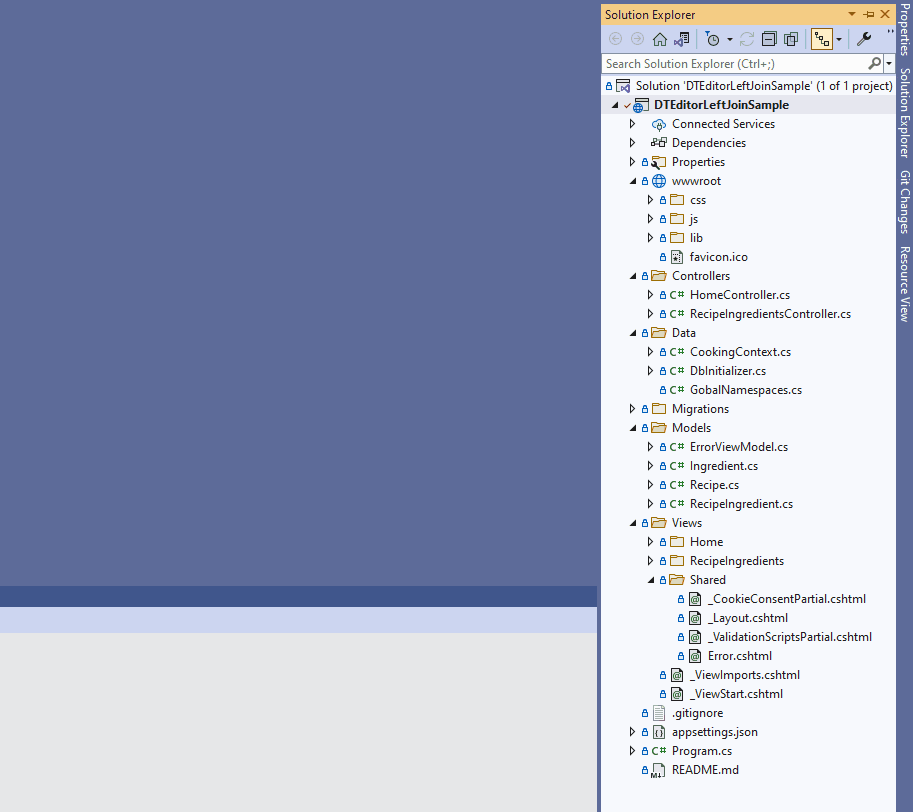 Solution Explorer
Search Solution Explorer (Ctrl+;)
Solution 'DTEditorLeftJoinSample' (1 of 1 project)
DTEditorLeftJoinSample
Connected Services
Dependencies
Properties
wwwroot
css
js
lib
favicon.ico
Controllers
C# HomeController.cs
C# RecipeIngredientsController.cs
Data
C# CookingContext.cs
C# DbInitializer.cs
C# GobalNamespaces.cs
Migrations
Models
C# ErrorViewModel.cs
C# Ingredient.cs
C# Recipe.cs
C# RecipeIngredient.cs
Views
Home
RecipeIngredients
Shared
_CookieConsentPartial.cshtml
_Layout.cshtml
_ValidationScriptsPartial.cshtml
Error.cshtml
_ViewImports.cshtml
_ViewStart.cshtml
.gitignore
appsettings.json
C# Program.cs
README.md
Properties
Solution Explorer
Git Changes
Resource View